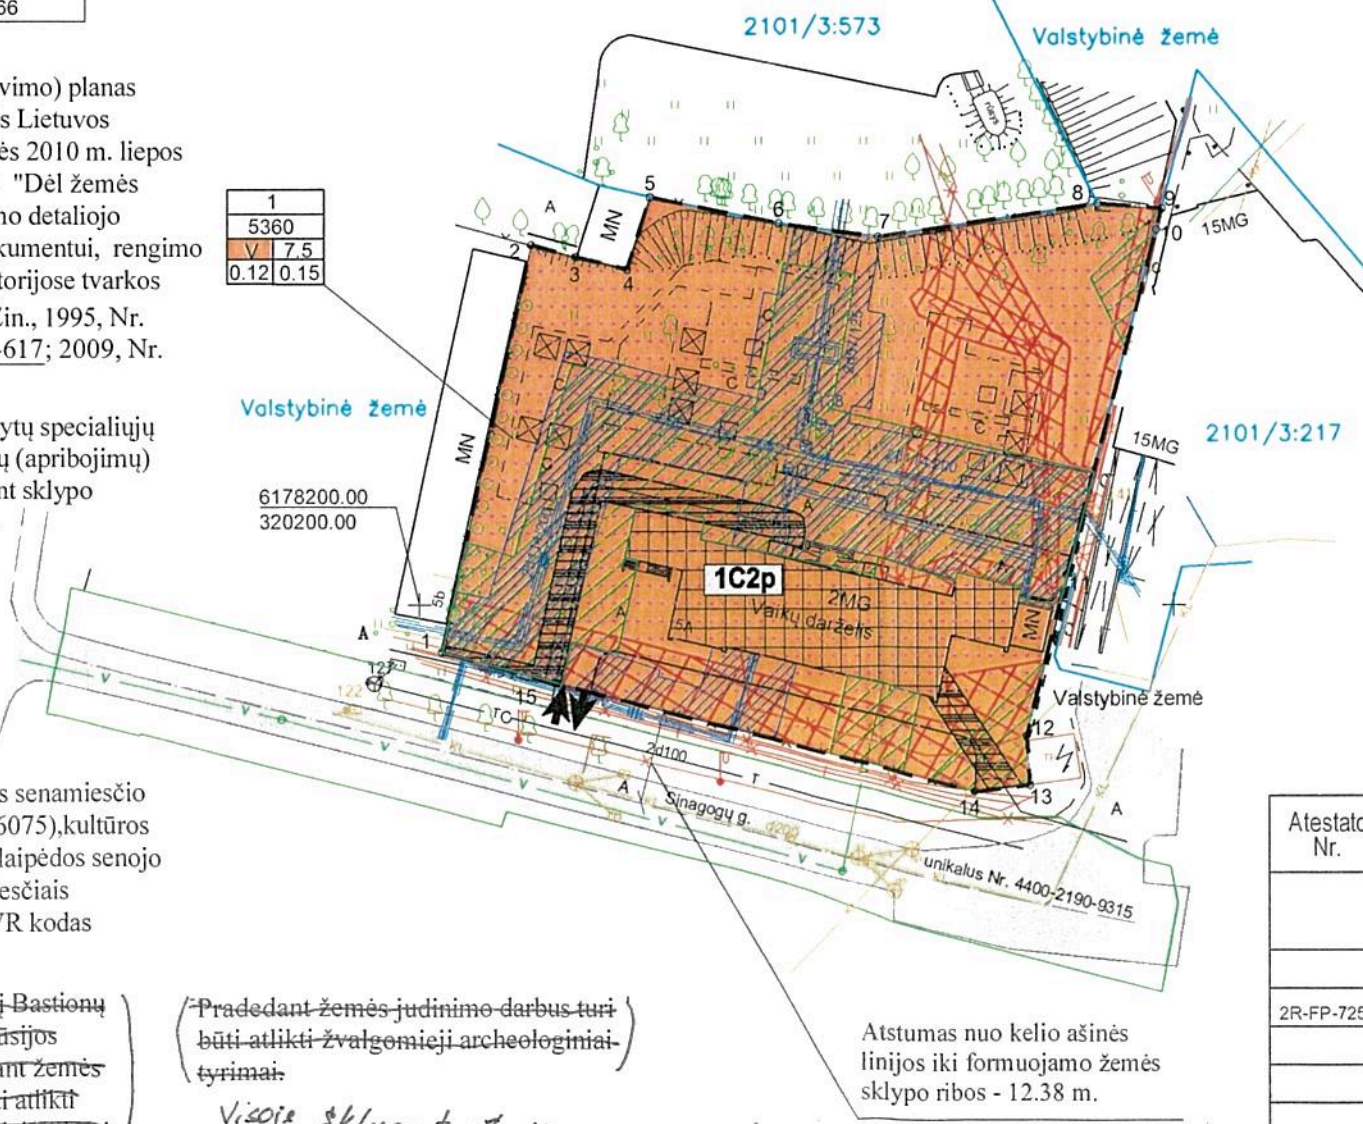 66
vimo) planas
s Lietuvos
ės 2010 m. liepos
"Dėl žemės
no detaliojo
kumentui, rengimo
torijose tvarkos
Žin., 1995, Nr.
-617; 2009, Nr.
ytų specialiųjų
ų (apribojimų)
nt sklypo
1
5360
V 7.5
0.12 0.15
2101/3:573
Valstybinė žemė
rūsys
5
A
MN
6
7
8
9
10
15MG
2
3
4
C
Valstybinė žemė
MN
2101/3:217
15MG
6178200.00
320200.00
1C2p
2MG
Vaikų darželis
A
MN
5b
A
1
122
15
TC
2d100
T
A
Sinagogų g.
d200
V
Valstybinė žemė
12
13
14
A
unikalus Nr. 4400-2190-9315
s senamiesčio
6075),kultūros
laipėdos senojo
esčiais
VR kodas
į Bastionų
ūsijos
ant žemės
i atlikti
Pradedant žemės judinimo darbus turi
būti atlikti žvalgomieji archeologiniai
tyrimai.
Visoje
Atstumas nuo kelio ašinės
linijos iki formuojamo žemės
sklypo ribos - 12.38 m.
Atestato
Nr.
2R-FP-725